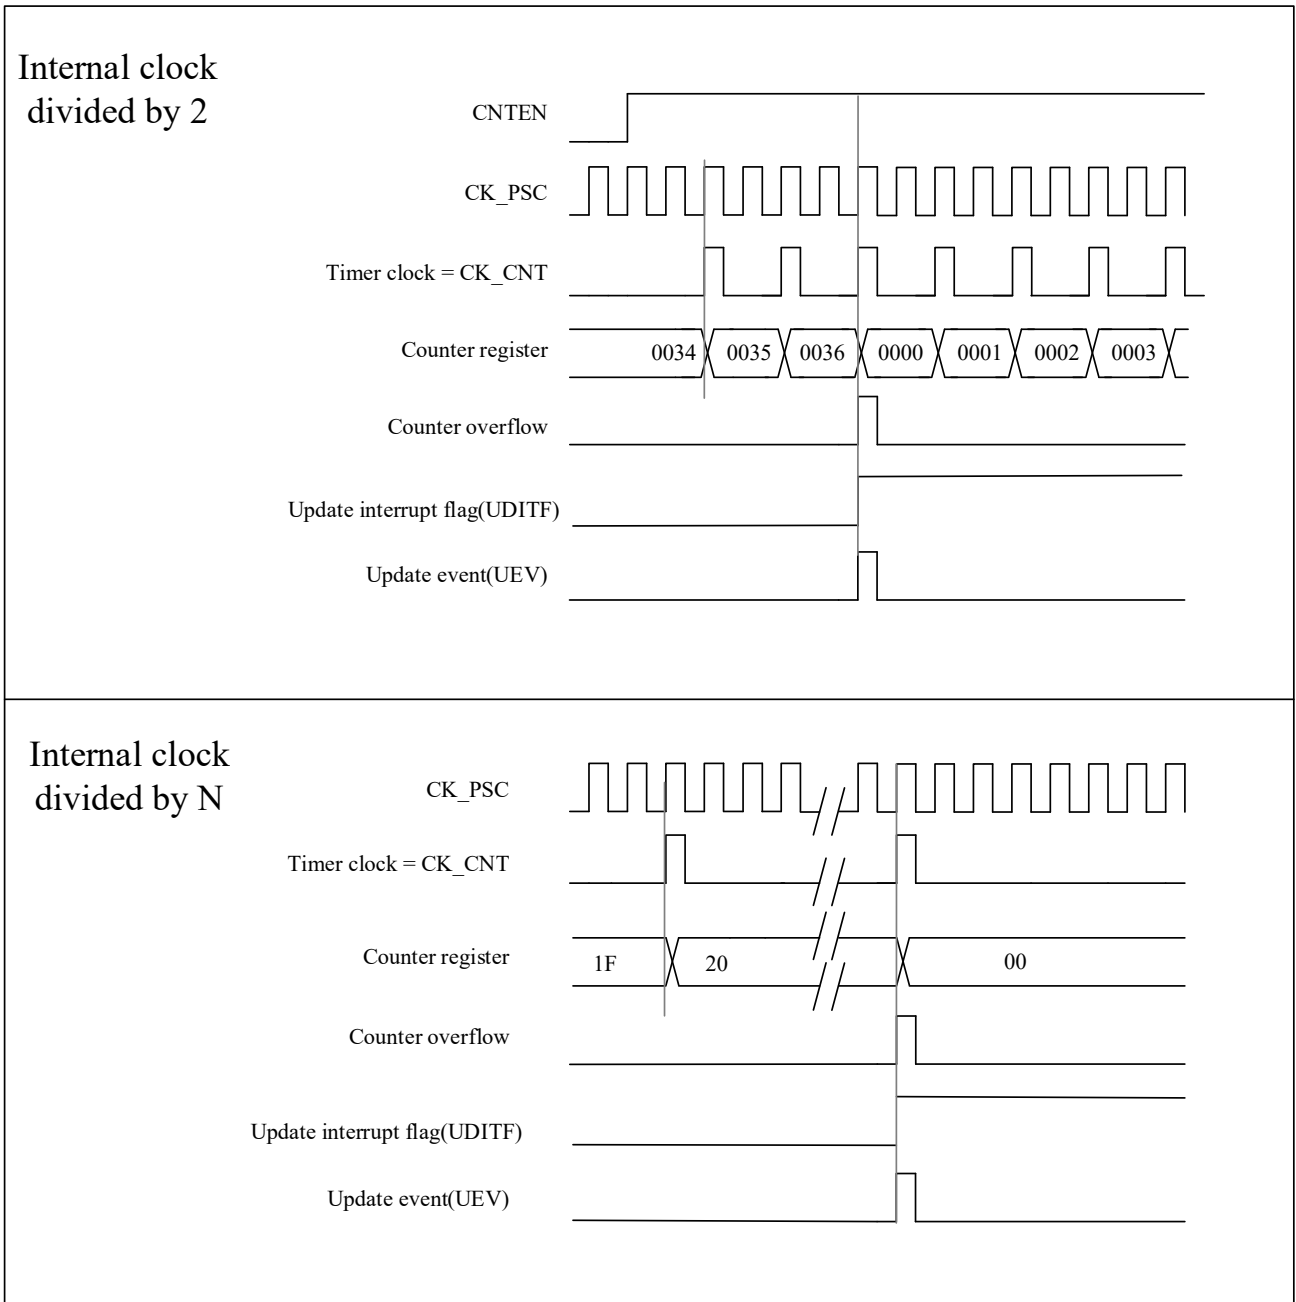 Internal clock
divided by 2
CNTEN
CK_PSC
Timer clock = CK_CNT
Counter register
0034 0035 0036 0000 0001 0002 0003
Counter overflow
Update interrupt flag(UDITF)
Update event(UEV)
Internal clock
divided by N
CK_PSC
Timer clock = CK_CNT
Counter register
1F 20 00
Counter overflow
Update interrupt flag(UDITF)
Update event(UEV)